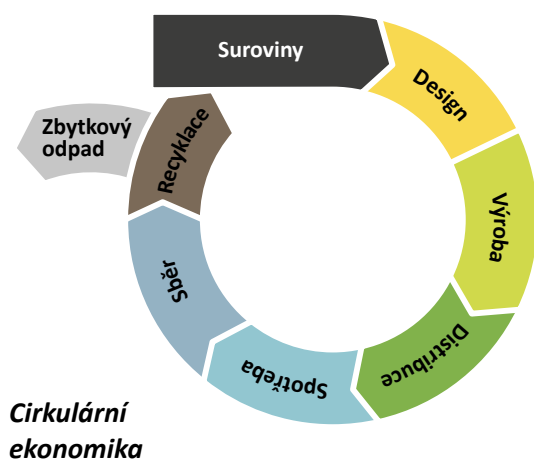 Suroviny
Design
Výroba
Distribuce
Spotřeba
Sběr
Recyklace
Zbytkový
odpad
Cirkulární
ekonomika